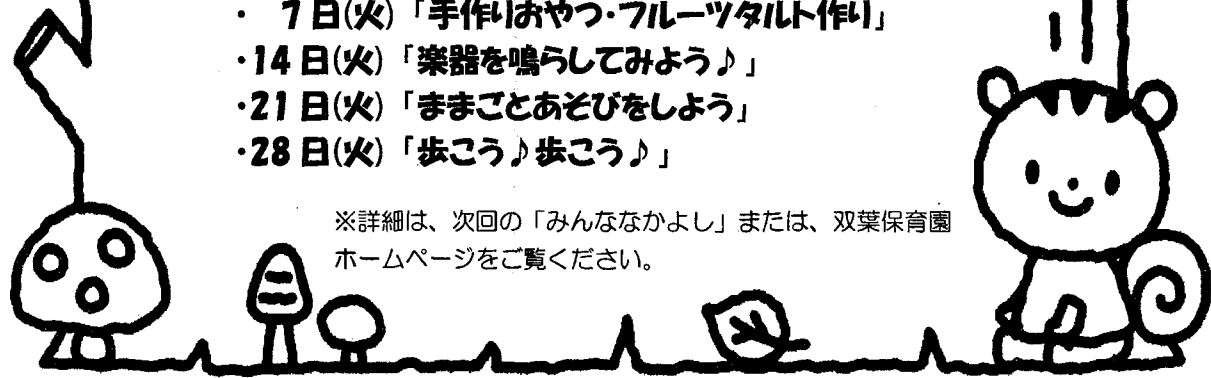 ・ 7日(火)「手作りおやつ・フルーツタルト作り」
・14日(火)「楽器を鳴らしてみよう♪」
・21日(火)「ままごとあそびをしよう」
・28日(火)「歩こう♪歩こう♪」
※詳細は、次回の「みんななかよし」または、双葉保育園
ホームページをご覧ください。